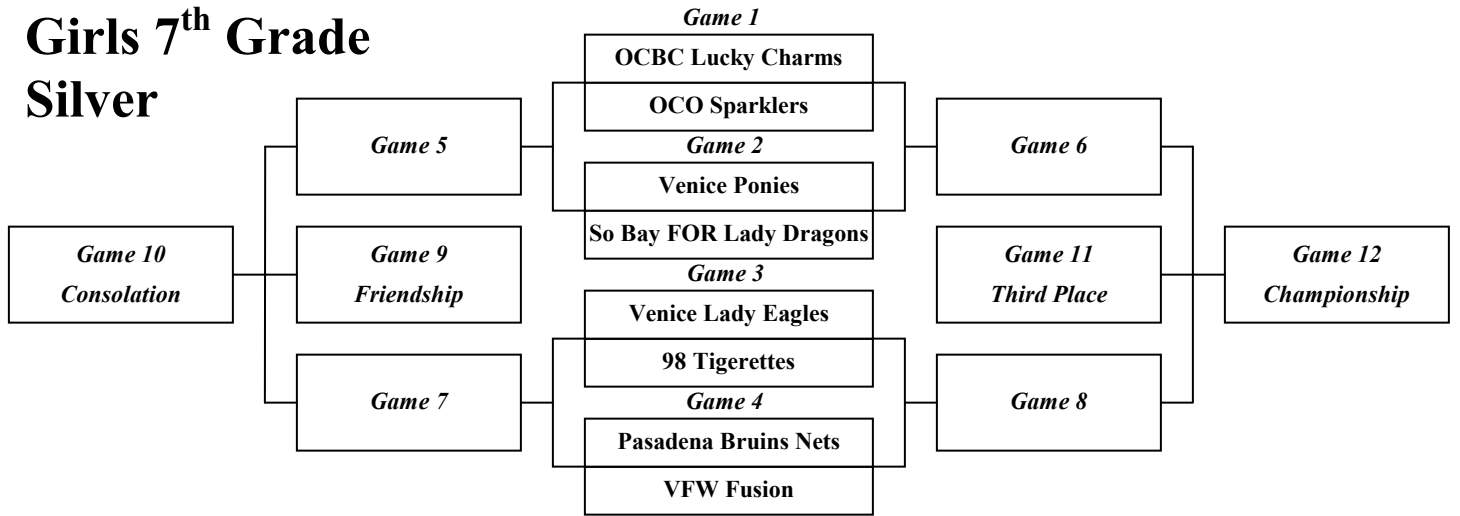 Girls 7th Grade
Silver
Game 1
OCBC Lucky Charms
OCO Sparklers
Game 5
Game 2
Game 6
Venice Ponies
So Bay FOR Lady Dragons
Game 10
Consolation
Game 9
Friendship
Game 3
Game 11
Third Place
Game 12
Championship
Venice Lady Eagles
98 Tigerettes
Game 7
Game 4
Game 8
Pasadena Bruins Nets
VFW Fusion